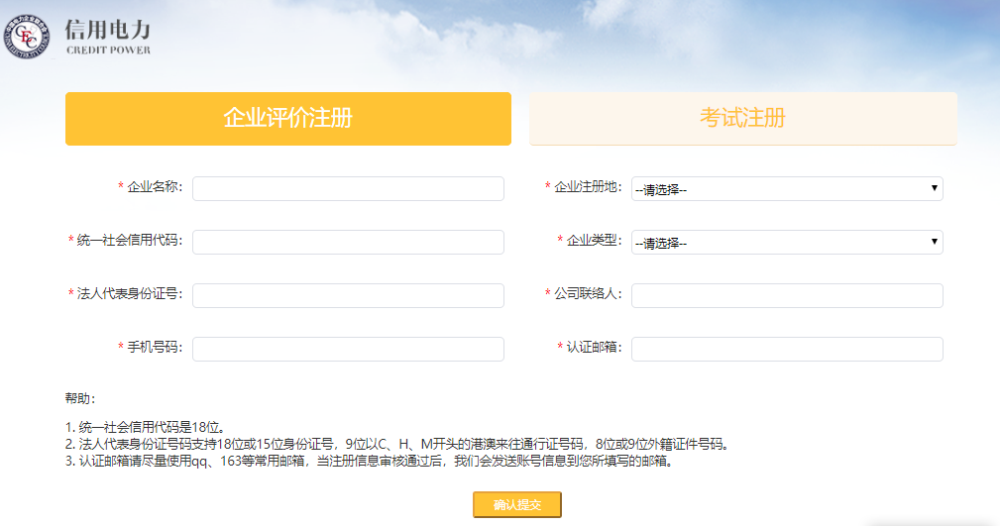 信用电力
CREDIT POWER
企业评价注册
考试注册
* 企业名称：
* 企业注册地：
--请选择--
* 统一社会信用代码：
* 企业类型：
--请选择--
* 法人代表身份证号：
* 公司联络人：
* 手机号码：
* 认证邮箱：
帮助：
1. 统一社会信用代码是18位。
2. 法人代表身份证号码支持18位或15位身份证号，9位以C、H、M开头的港澳来往通行证号码，8位或9位外籍证件号码。
3. 认证邮箱请尽量使用qq、163等常用邮箱，当注册信息审核通过后，我们会发送账号信息到您所填写的邮箱。
确认提交